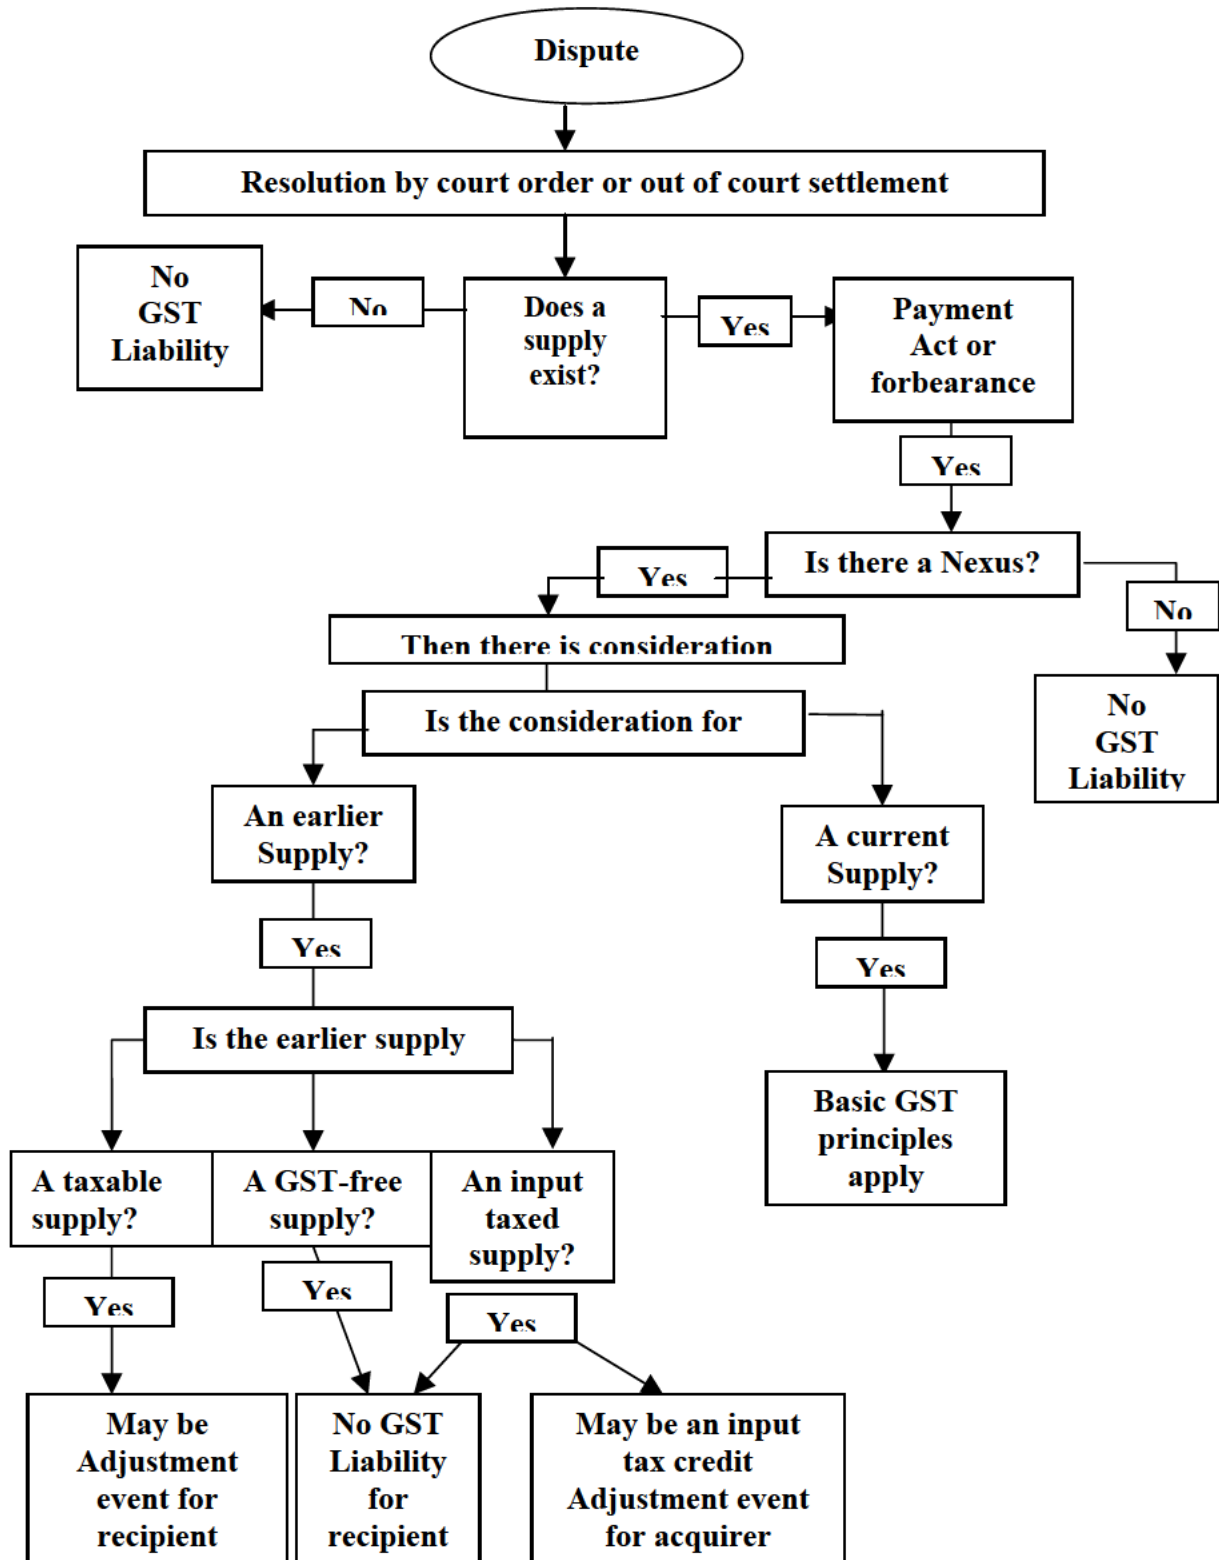 Dispute
Resolution by court order or out of court settlement
No
GST
Liability
No
Does a
supply
exist?
Yes
Payment
Act or
forbearance
Yes
Is there a Nexus?
Yes
No
Then there is consideration
No
GST
Liability
Is the consideration for
An earlier
Supply?
A current
Supply?
Yes
Yes
Is the earlier supply
Basic GST
principles
apply
A taxable
supply?
A GST-free
supply?
An input
taxed
supply?
Yes
Yes
Yes
May be
Adjustment
event for
recipient
No GST
Liability
for
recipient
May be an input
tax credit
Adjustment event
for acquirer